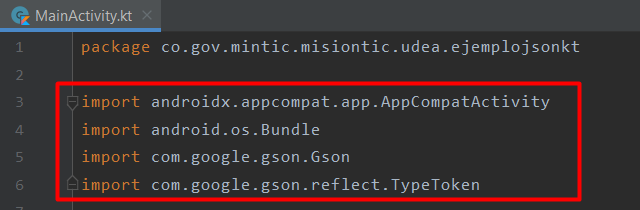 MainActivity.kt
1 package co.gov.mintic.misiontic.udea.ejemplojsonkt
2
3 import androidx.appcompat.app.AppCompatActivity
4 import android.os.Bundle
5 import com.google.gson.Gson
6 import com.google.gson.reflect.TypeToken